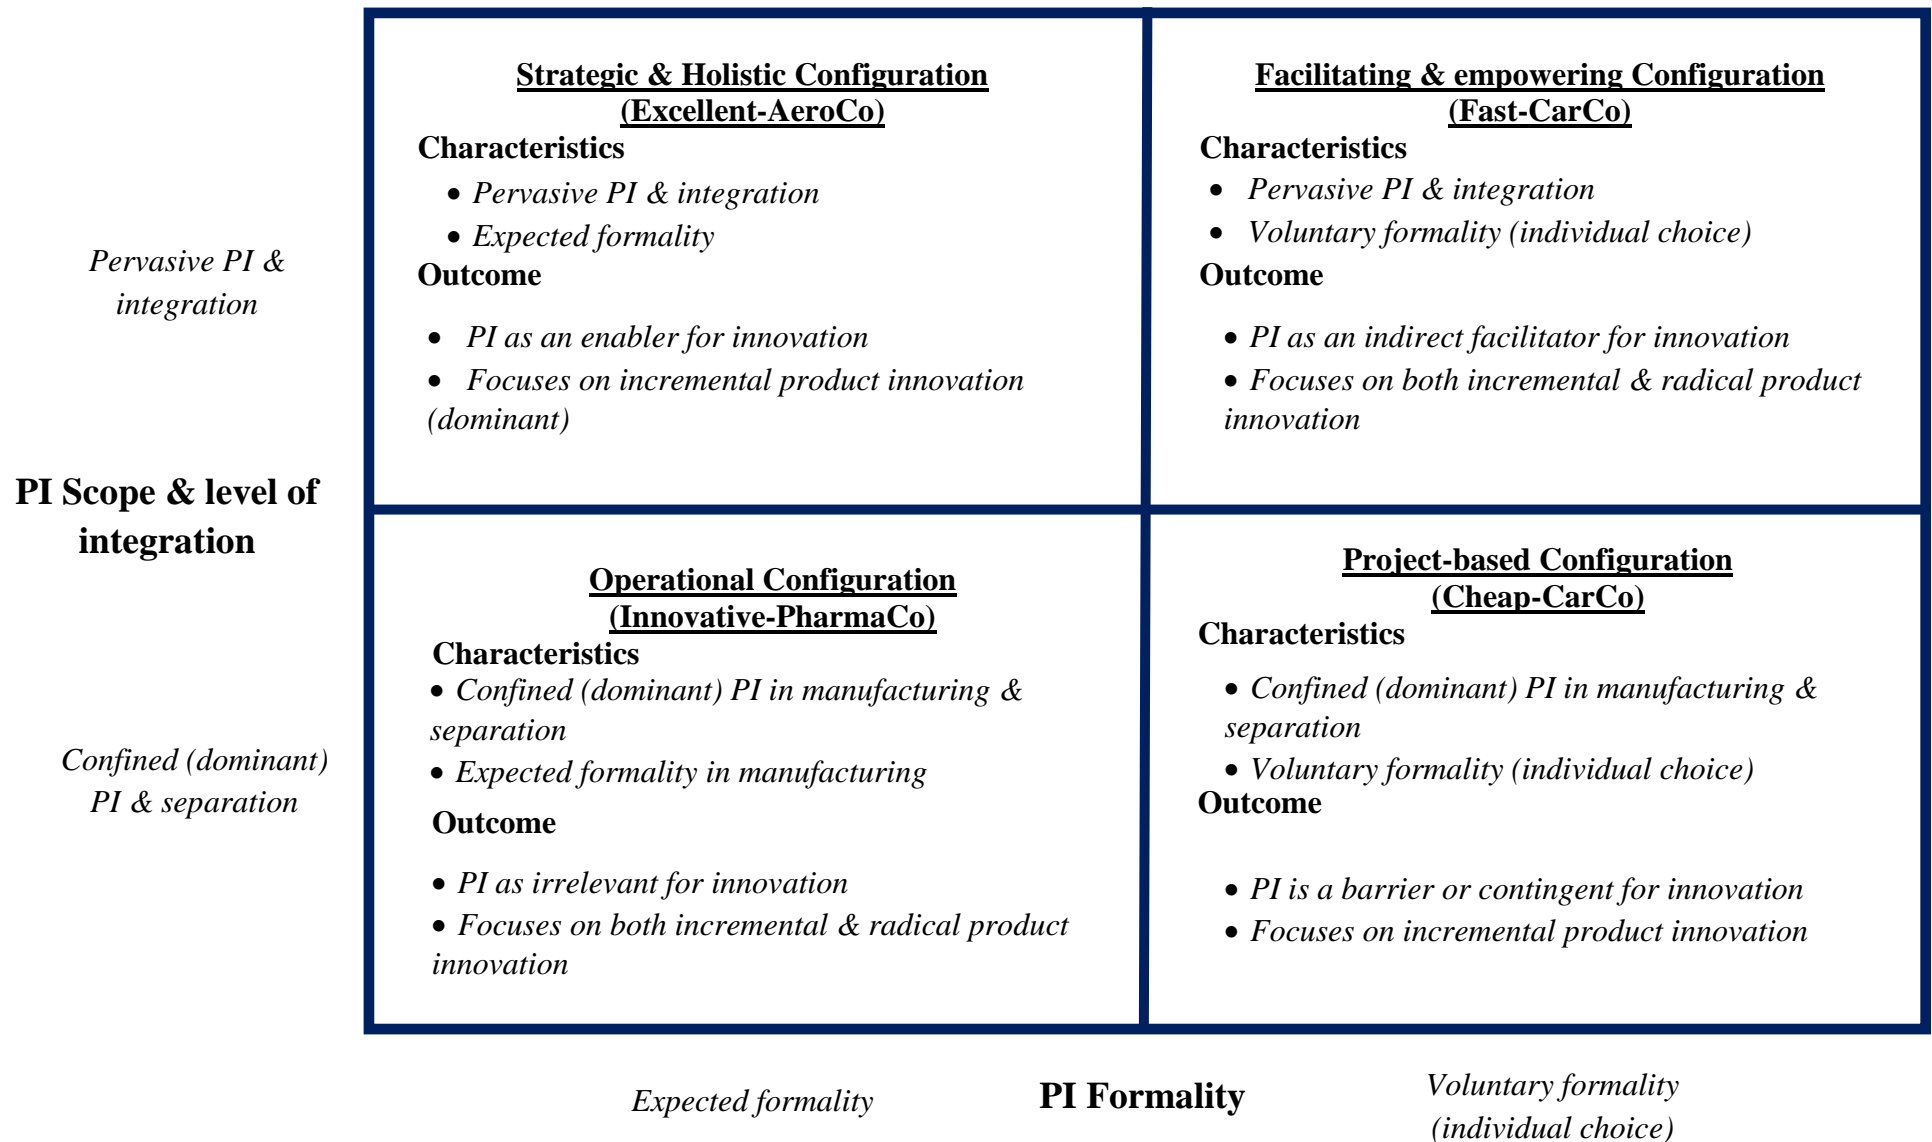 Strategic & Holistic Configuration
(Excellent-AeroCo)
Characteristics
• Pervasive PI & integration
• Expected formality
Outcome
• PI as an enabler for innovation
• Focuses on incremental product innovation
(dominant)
Facilitating & empowering Configuration
(Fast-CarCo)
Characteristics
• Pervasive PI & integration
• Voluntary formality (individual choice)
Outcome
• PI as an indirect facilitator for innovation
• Focuses on both incremental & radical product
innovation
Pervasive PI &
integration
PI Scope & level of
integration
Confined (dominant)
PI & separation
Operational Configuration
(Innovative-PharmaCo)
Characteristics
• Confined (dominant) PI in manufacturing &
separation
• Expected formality in manufacturing
Outcome
• PI as irrelevant for innovation
• Focuses on both incremental & radical product
innovation
Project-based Configuration
(Cheap-CarCo)
Characteristics
• Confined (dominant) PI in manufacturing &
separation
• Voluntary formality (individual choice)
Outcome
• PI is a barrier or contingent for innovation
• Focuses on incremental product innovation
Expected formality
PI Formality
Voluntary formality
(individual choice)